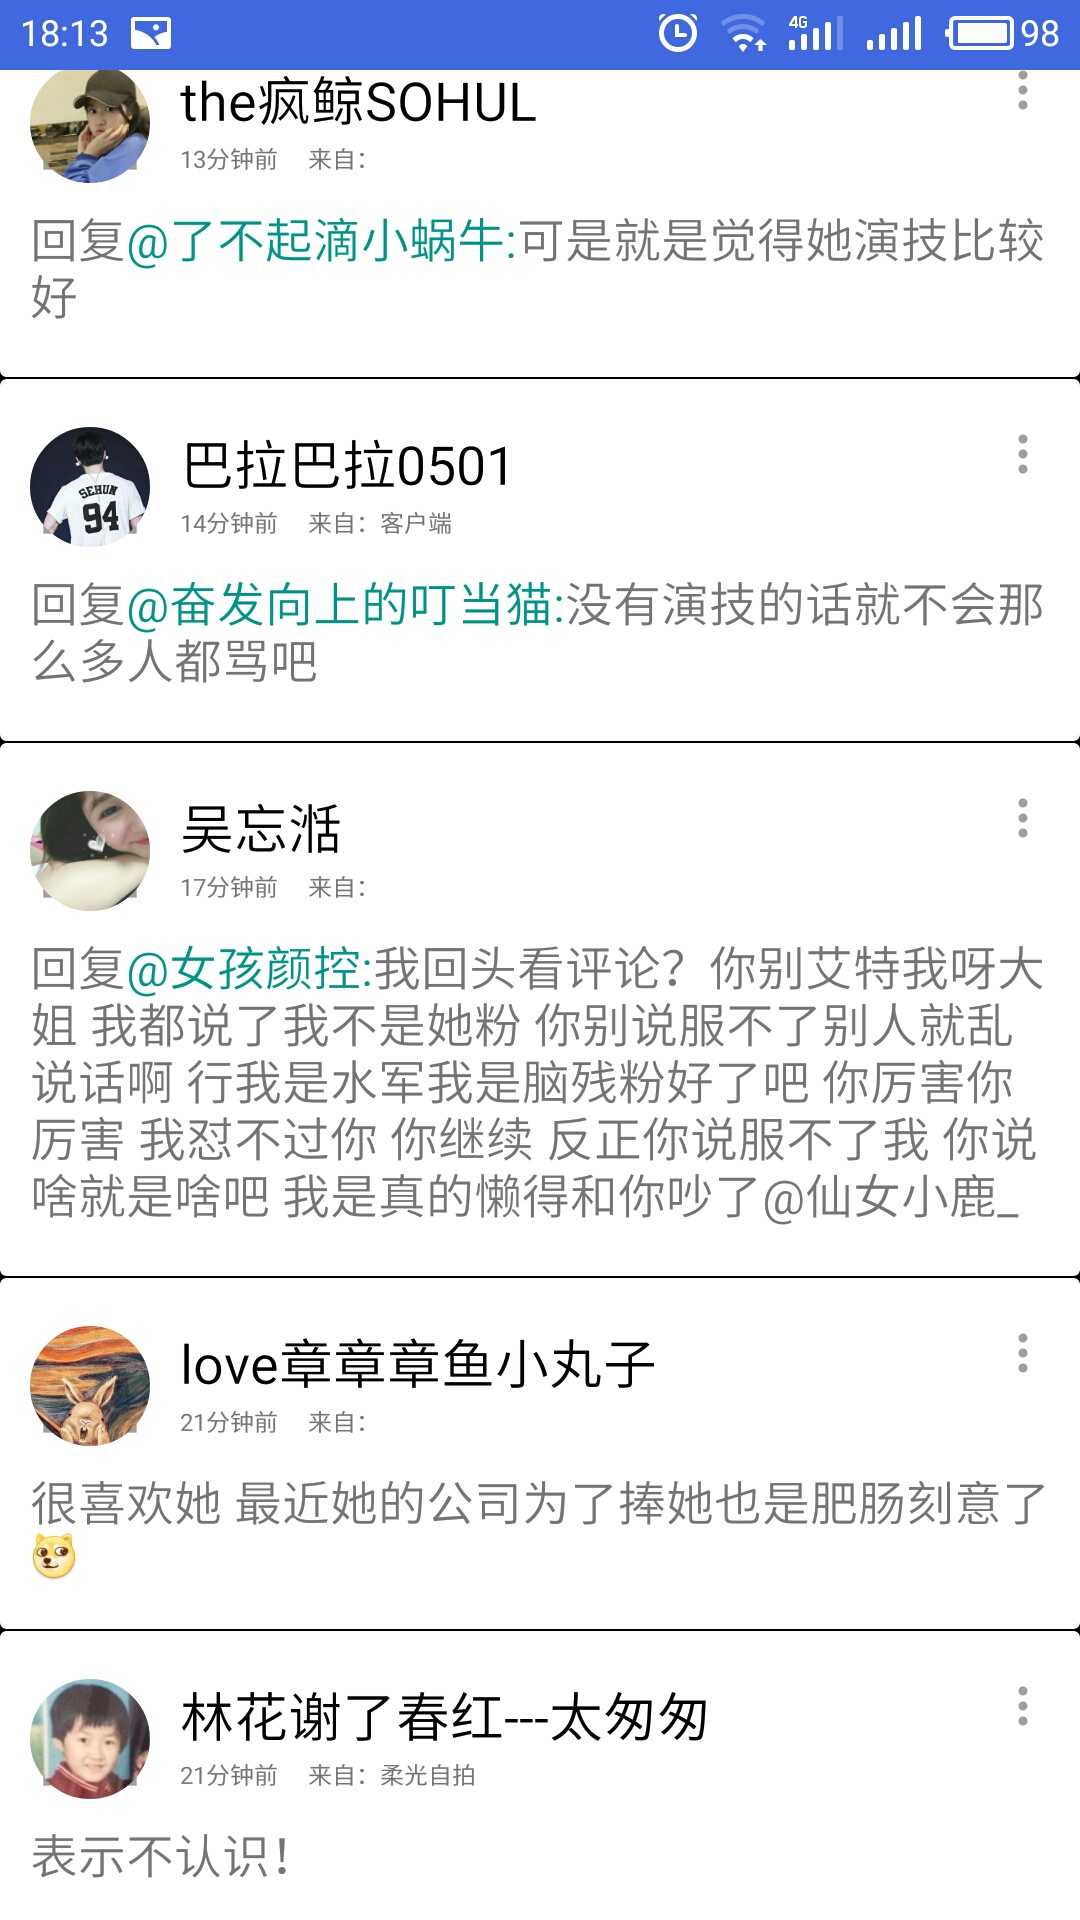 18:13 4G 98
the疯鲸SOHUL
13分钟前 来自：
回复@了不起滴小蜗牛:可是就是觉得她演技比较
好
巴拉巴拉0501
14分钟前 来自：客户端
回复@奋发向上的叮当猫:没有演技的话就不会那
么多人都骂吧
SEHUN
94
吴忘湉
17分钟前 来自：
回复@女孩颜控:我回头看评论？你别艾特我呀大
姐 我都说了我不是她粉 你别说服不了别人就乱
说话啊 行我是水军我是脑残粉好了吧 你厉害你
厉害 我怼不过你 你继续 反正你说服不了我 你说
啥就是啥吧 我是真的懒得和你吵了@仙女小鹿_
love章章章鱼小丸子
21分钟前 来自：
很喜欢她 最近她的公司为了捧她也是肥肠刻意了
林花谢了春红---太匆匆
21分钟前 来自：柔光自拍
表示不认识！